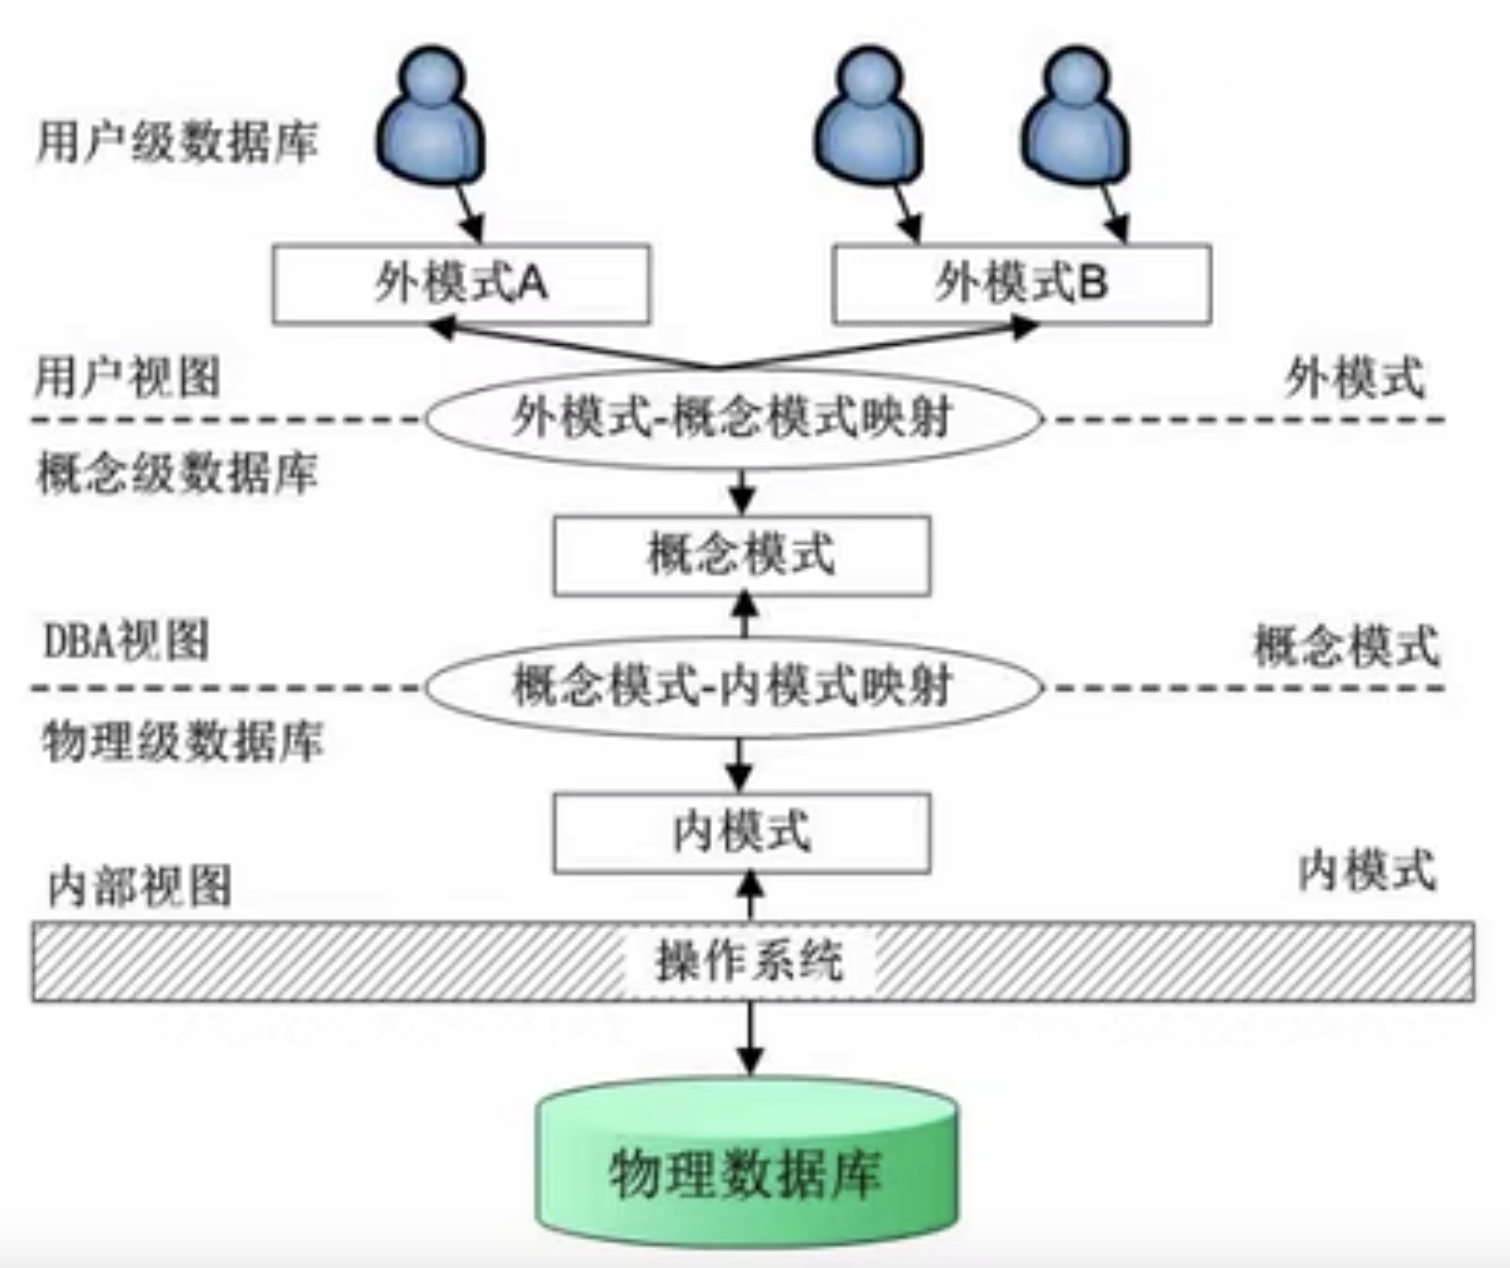 用户级数据库
外模式A
外模式B
用户视图
外模式
外模式-概念模式映射
概念级数据库
概念模式
DBA视图
概念模式
概念模式-内模式映射
物理级数据库
内模式
内部视图
内模式
操作系统
物理数据库